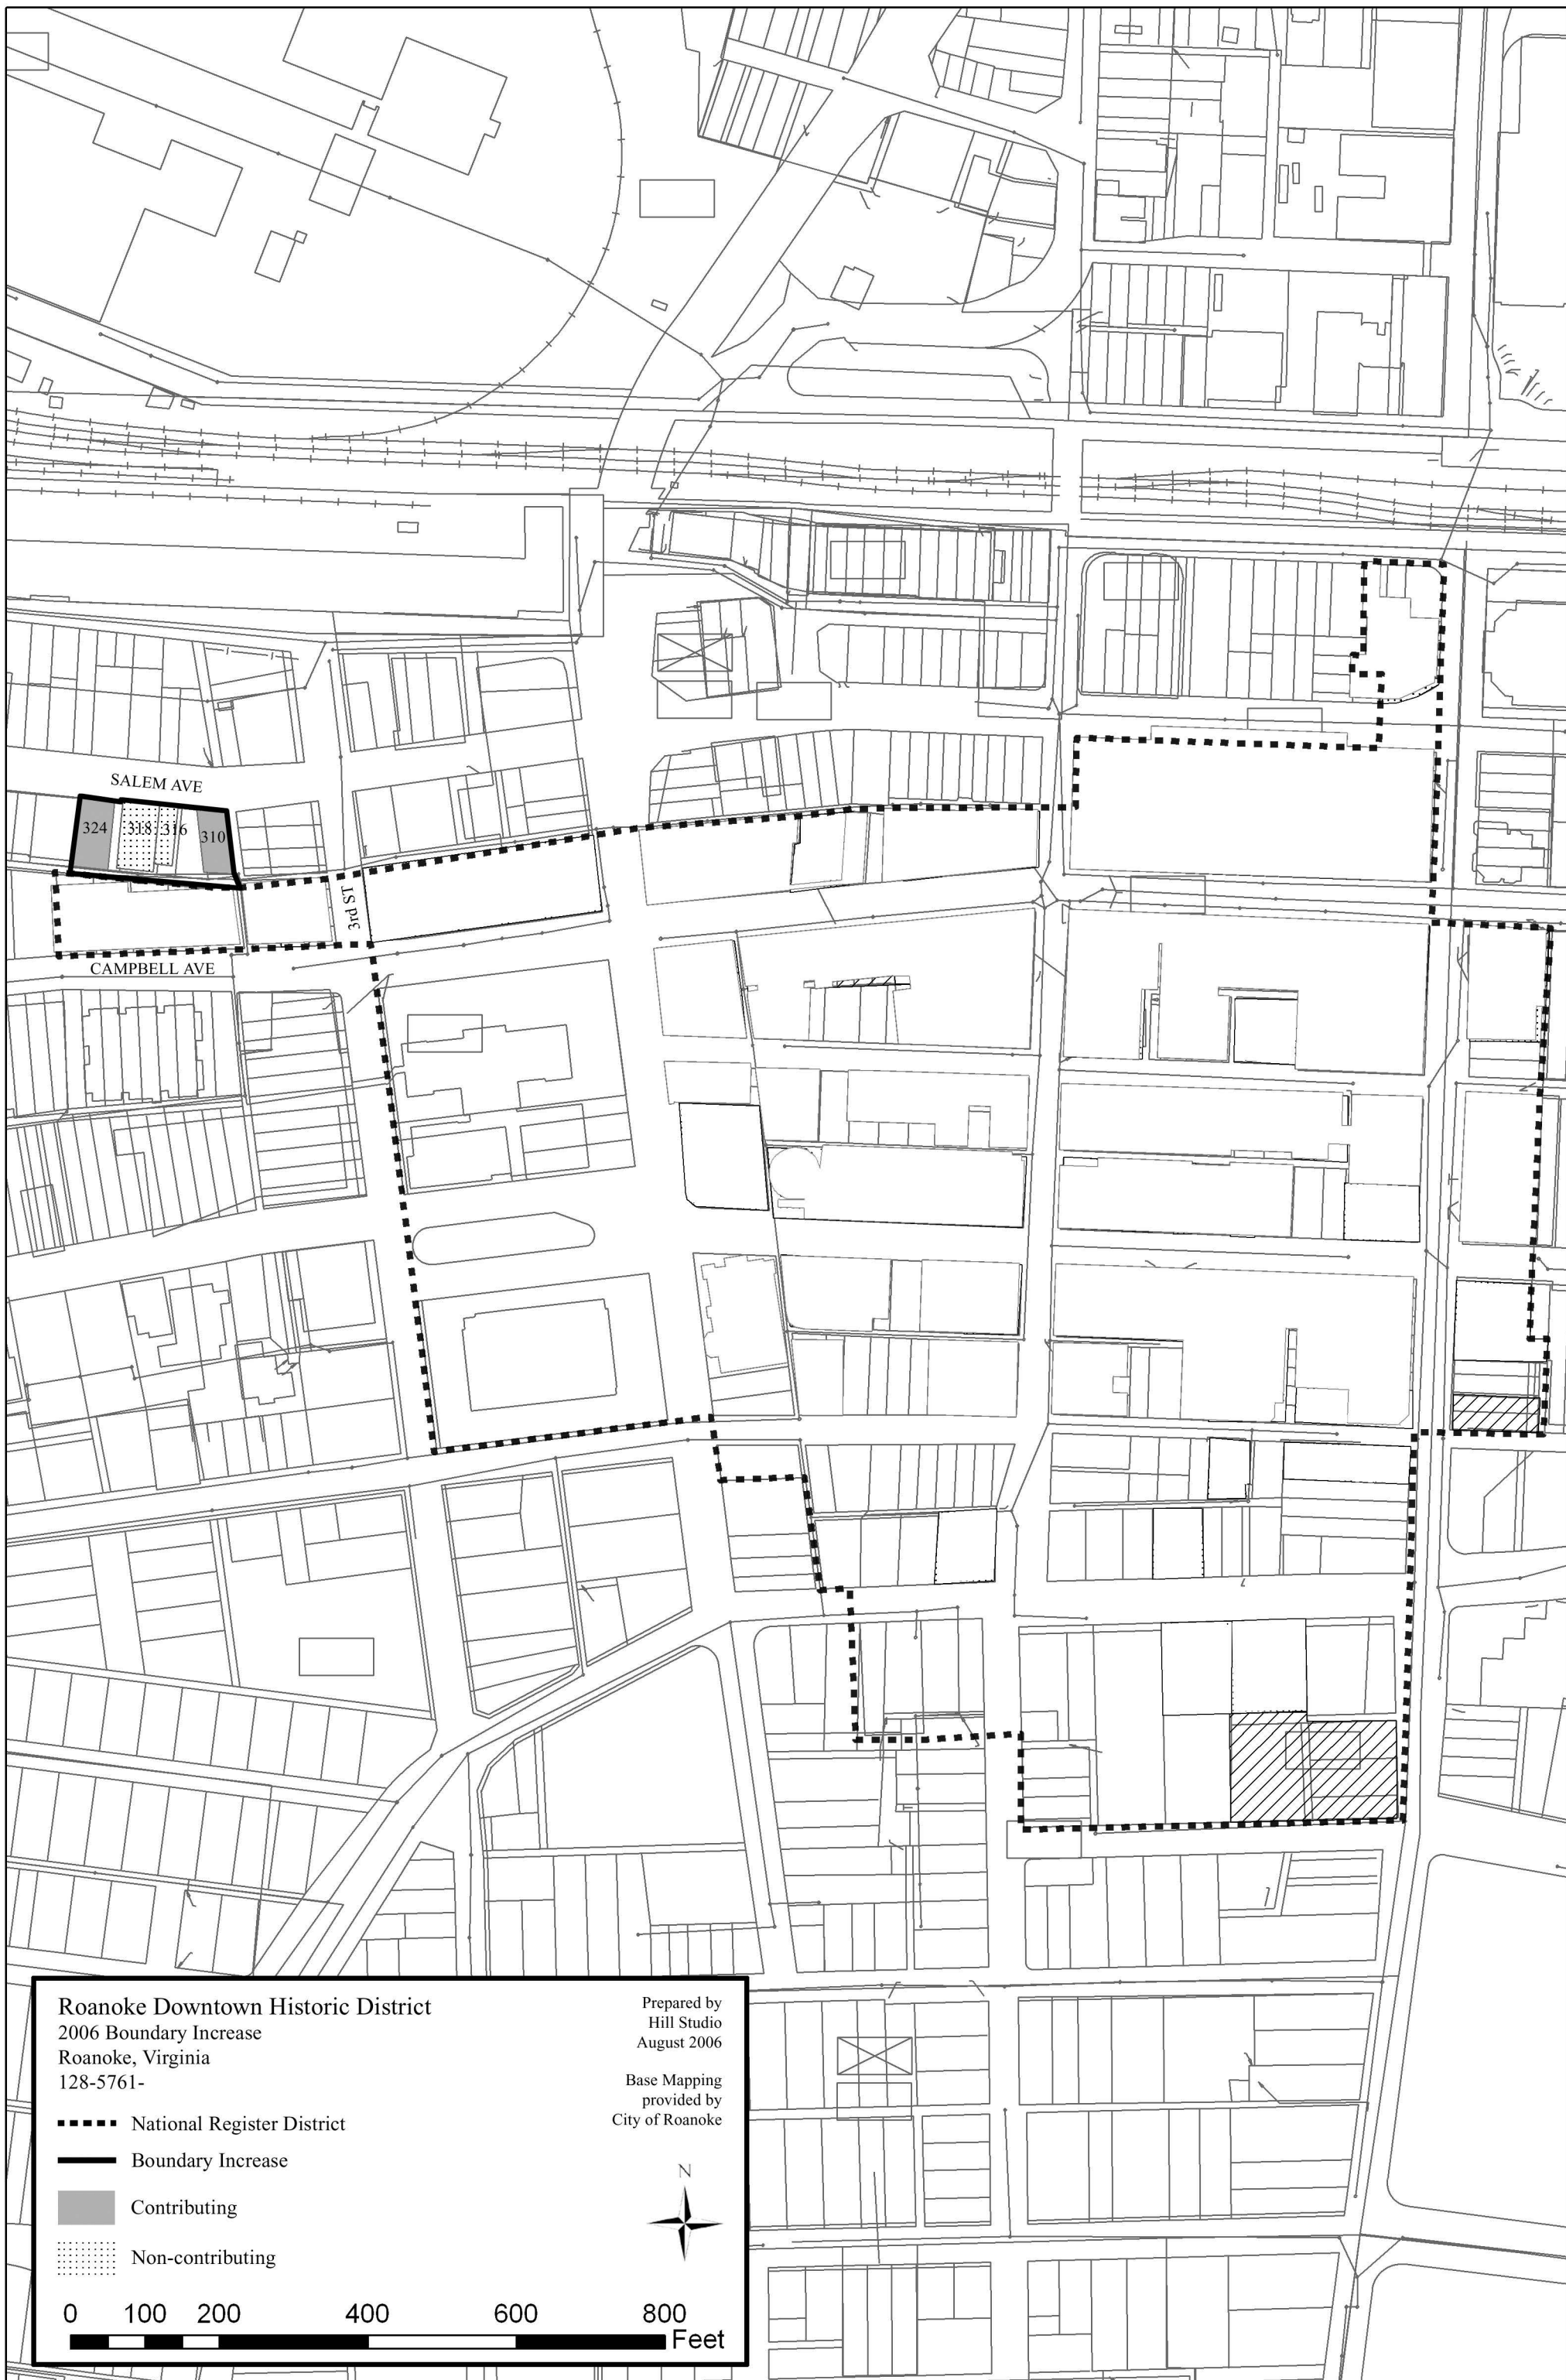 SALEM AVE
324
318
316
310
3rd ST
CAMPBELL AVE
Roanoke Downtown Historic District
2006 Boundary Increase
Roanoke, Virginia
128-5761-
Prepared by
Hill Studio
August 2006
Base Mapping
provided by
City of Roanoke
National Register District
Boundary Increase
Contributing
Non-contributing
N
0 100 200 400 600 800
Feet